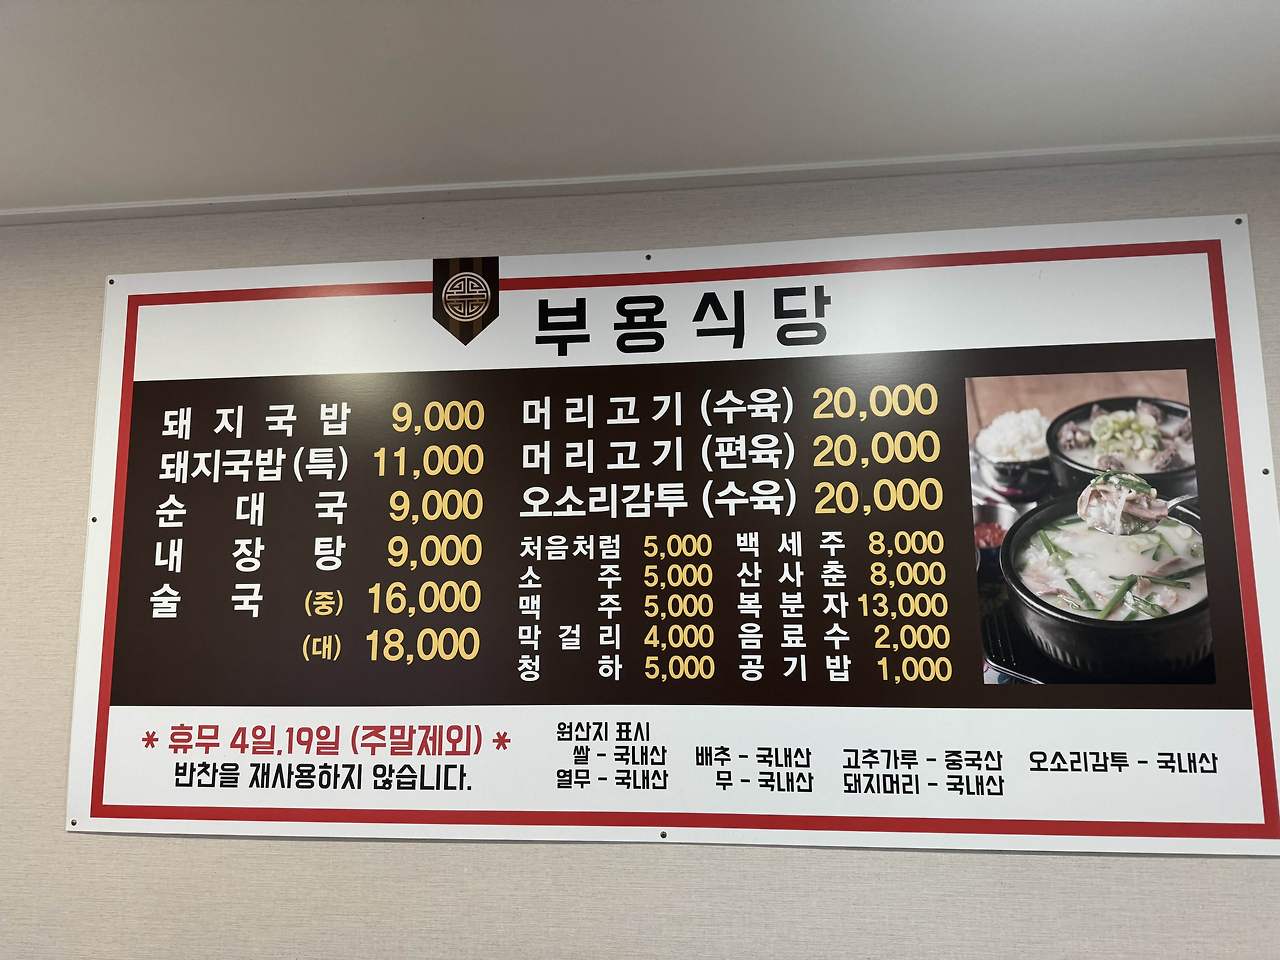 부용식당
돼지국밥 9,000
돼지국밥(특) 11,000
순대국 9,000
내장탕 9,000
술국 (중) 16,000
(대) 18,000
머리고기 (수육) 20,000
머리고기 (편육) 20,000
오소리감투 (수육) 20,000
처음처럼 5,000
소주 5,000
맥주 5,000
막걸리 4,000
청하 5,000
백세주 8,000
산사춘 8,000
복분자 13,000
음료수 2,000
공기밥 1,000
* 휴무 4일,19일 (주말제외) *
반찬을 재사용하지 않습니다.
원산지 표시
쌀 - 국내산 배추 - 국내산 고추가루 - 중국산 오소리감투 - 국내산
열무 - 국내산 무 - 국내산 돼지머리 - 국내산